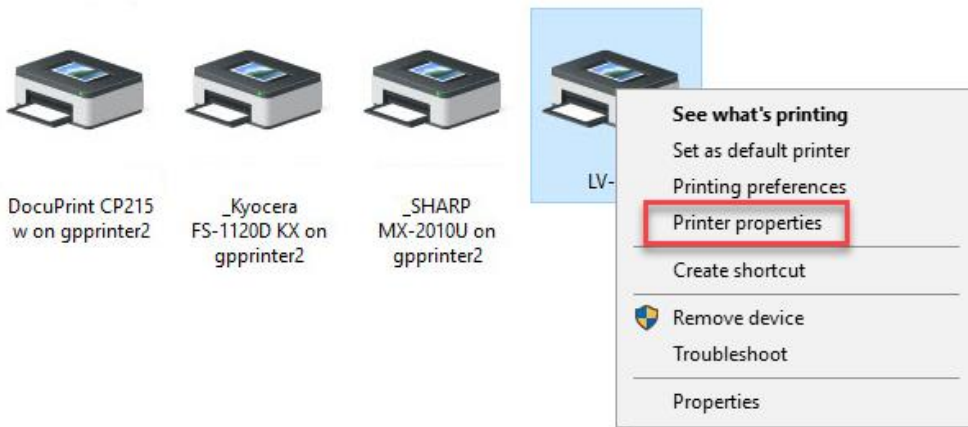 DocuPrint CP215
w on gpprinter2
_Kyocera
FS-1120D KX on
gpprinter2
_SHARP
MX-2010U on
gpprinter2
LV-
See what's printing
Set as default printer
Printing preferences
Printer properties
Create shortcut
Remove device
Troubleshoot
Properties